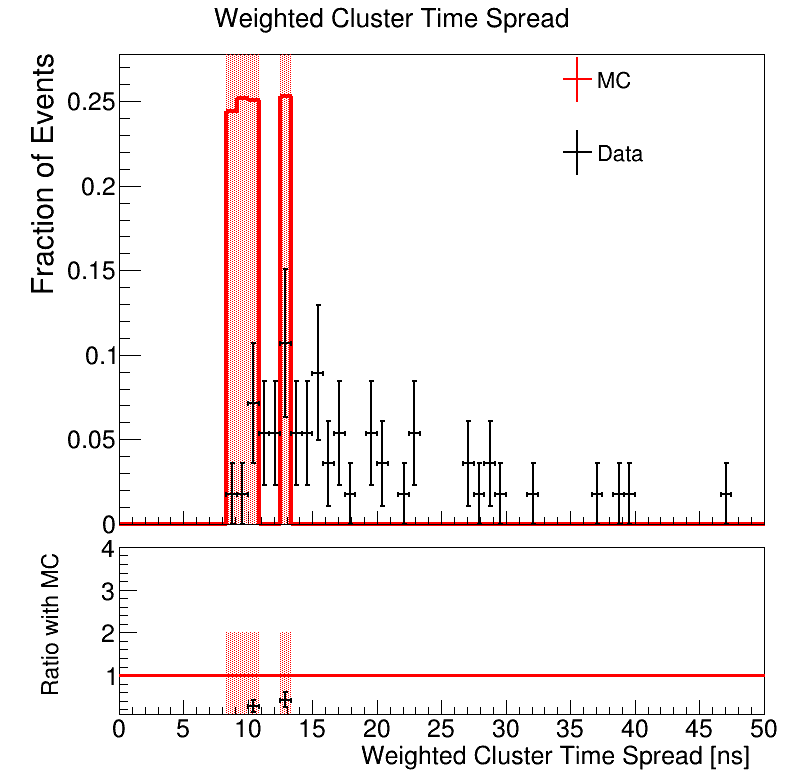 Weighted Cluster Time Spread
Fraction of Events
0.25
0.2
0.15
0.1
0.05
0
MC
Data
Ratio with MC
4
3
2
1
0 5 10 15 20 25 30 35 40 45 50
Weighted Cluster Time Spread [ns]